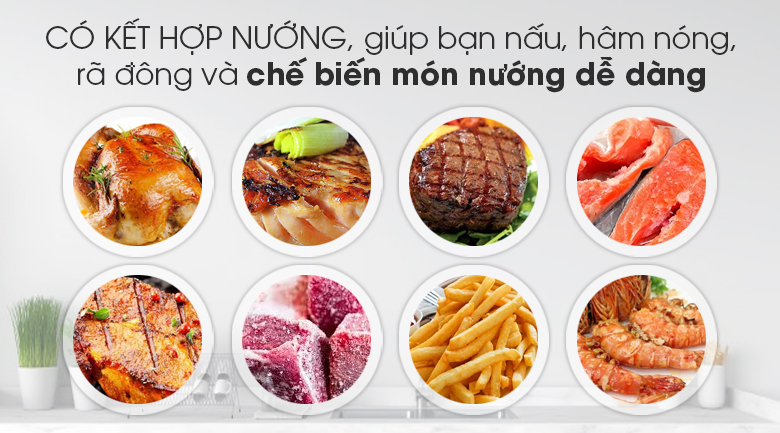 CÓ KẾT HỢP NƯỚNG, giúp bạn nấu, hâm nóng,
rã đông và chế biến món nướng dễ dàng